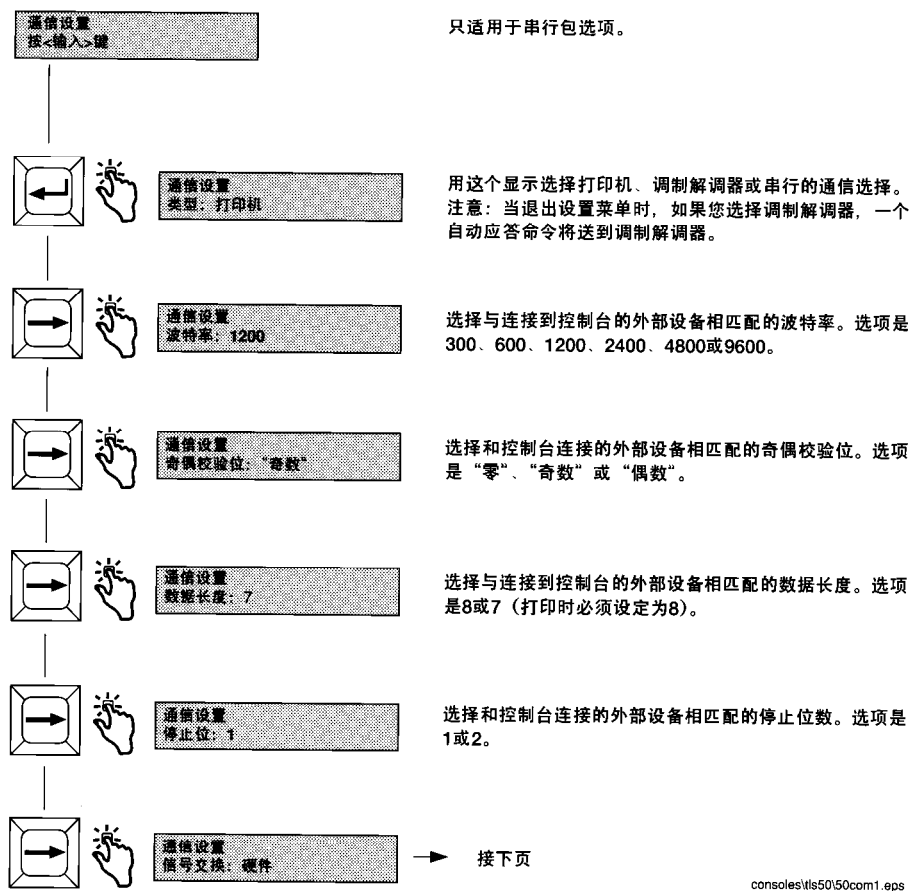 通信设置
按<输入>键
只适用于串行包选项。
通信设置
类型：打印机
用这个显示选择打印机、调制解调器或串行的通信选择。
注意：当退出设置菜单时，如果您选择调制解调器，一个
自动应答命令将送到调制解调器。
通信设置
波特率：1200
选择与连接到控制台的外部设备相匹配的波特率。选项是
300、600、1200、2400、4800或9600。
通信设置
奇偶校验位：“奇数”
选择和控制台连接的外部设备相匹配的奇偶校验位。选项
是“零”、“奇数”或“偶数”。
通信设置
数据长度：7
选择与连接到控制台的外部设备相匹配的数据长度。选项
是8或7（打印时必须设定为8）。
通信设置
停止位：1
选择和控制台连接的外部设备相匹配的停止位数。选项是
1或2。
通信设置
信号交换：硬件
接下页
consoles\tls50\50com1.eps